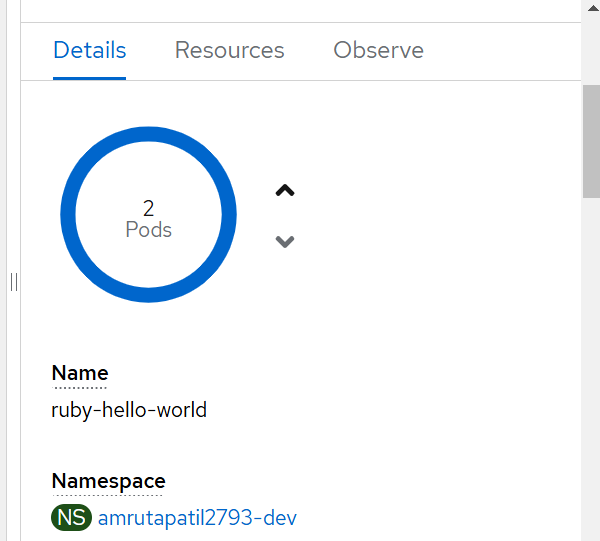 Details Resources Observe
2
Pods
Name
ruby-hello-world
Namespace
NS amrutapatil2793-dev